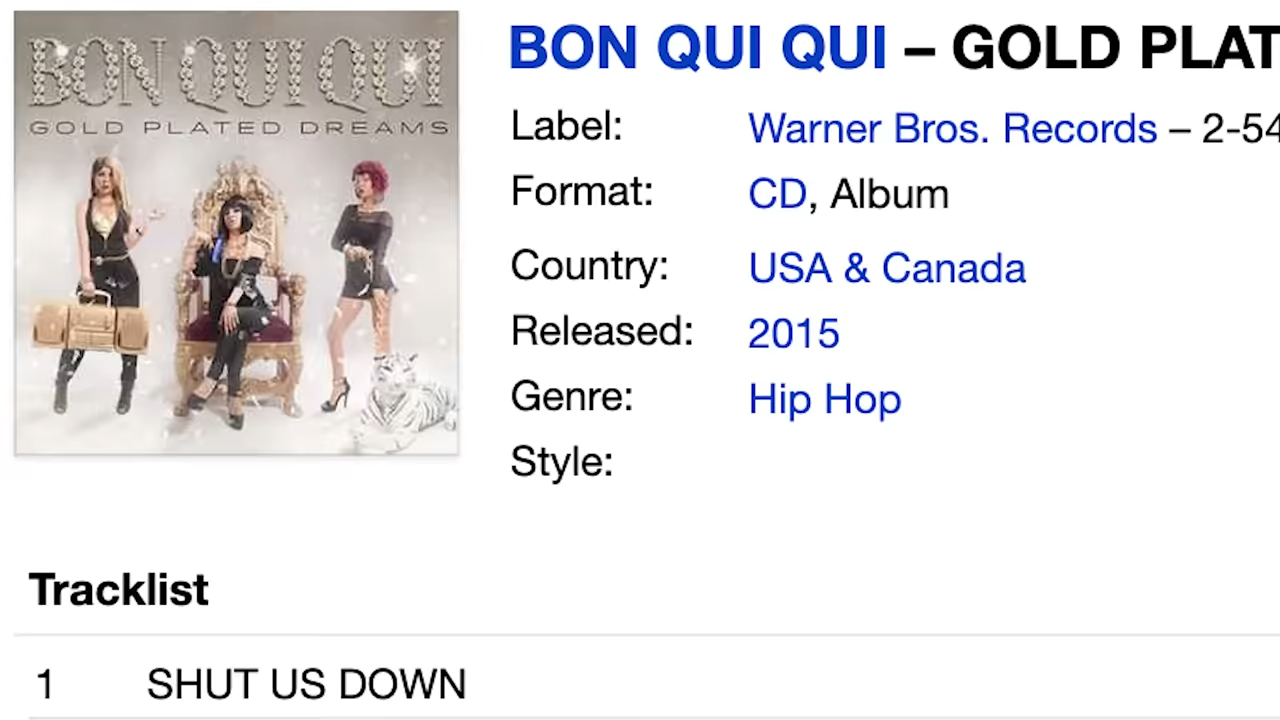 BON QUI QUI
GOLD PLATED DREAMS
BON QUI QUI – GOLD PLAT
Label: Warner Bros. Records – 2-54
Format: CD, Album
Country: USA & Canada
Released: 2015
Genre: Hip Hop
Style:
Tracklist
1 SHUT US DOWN